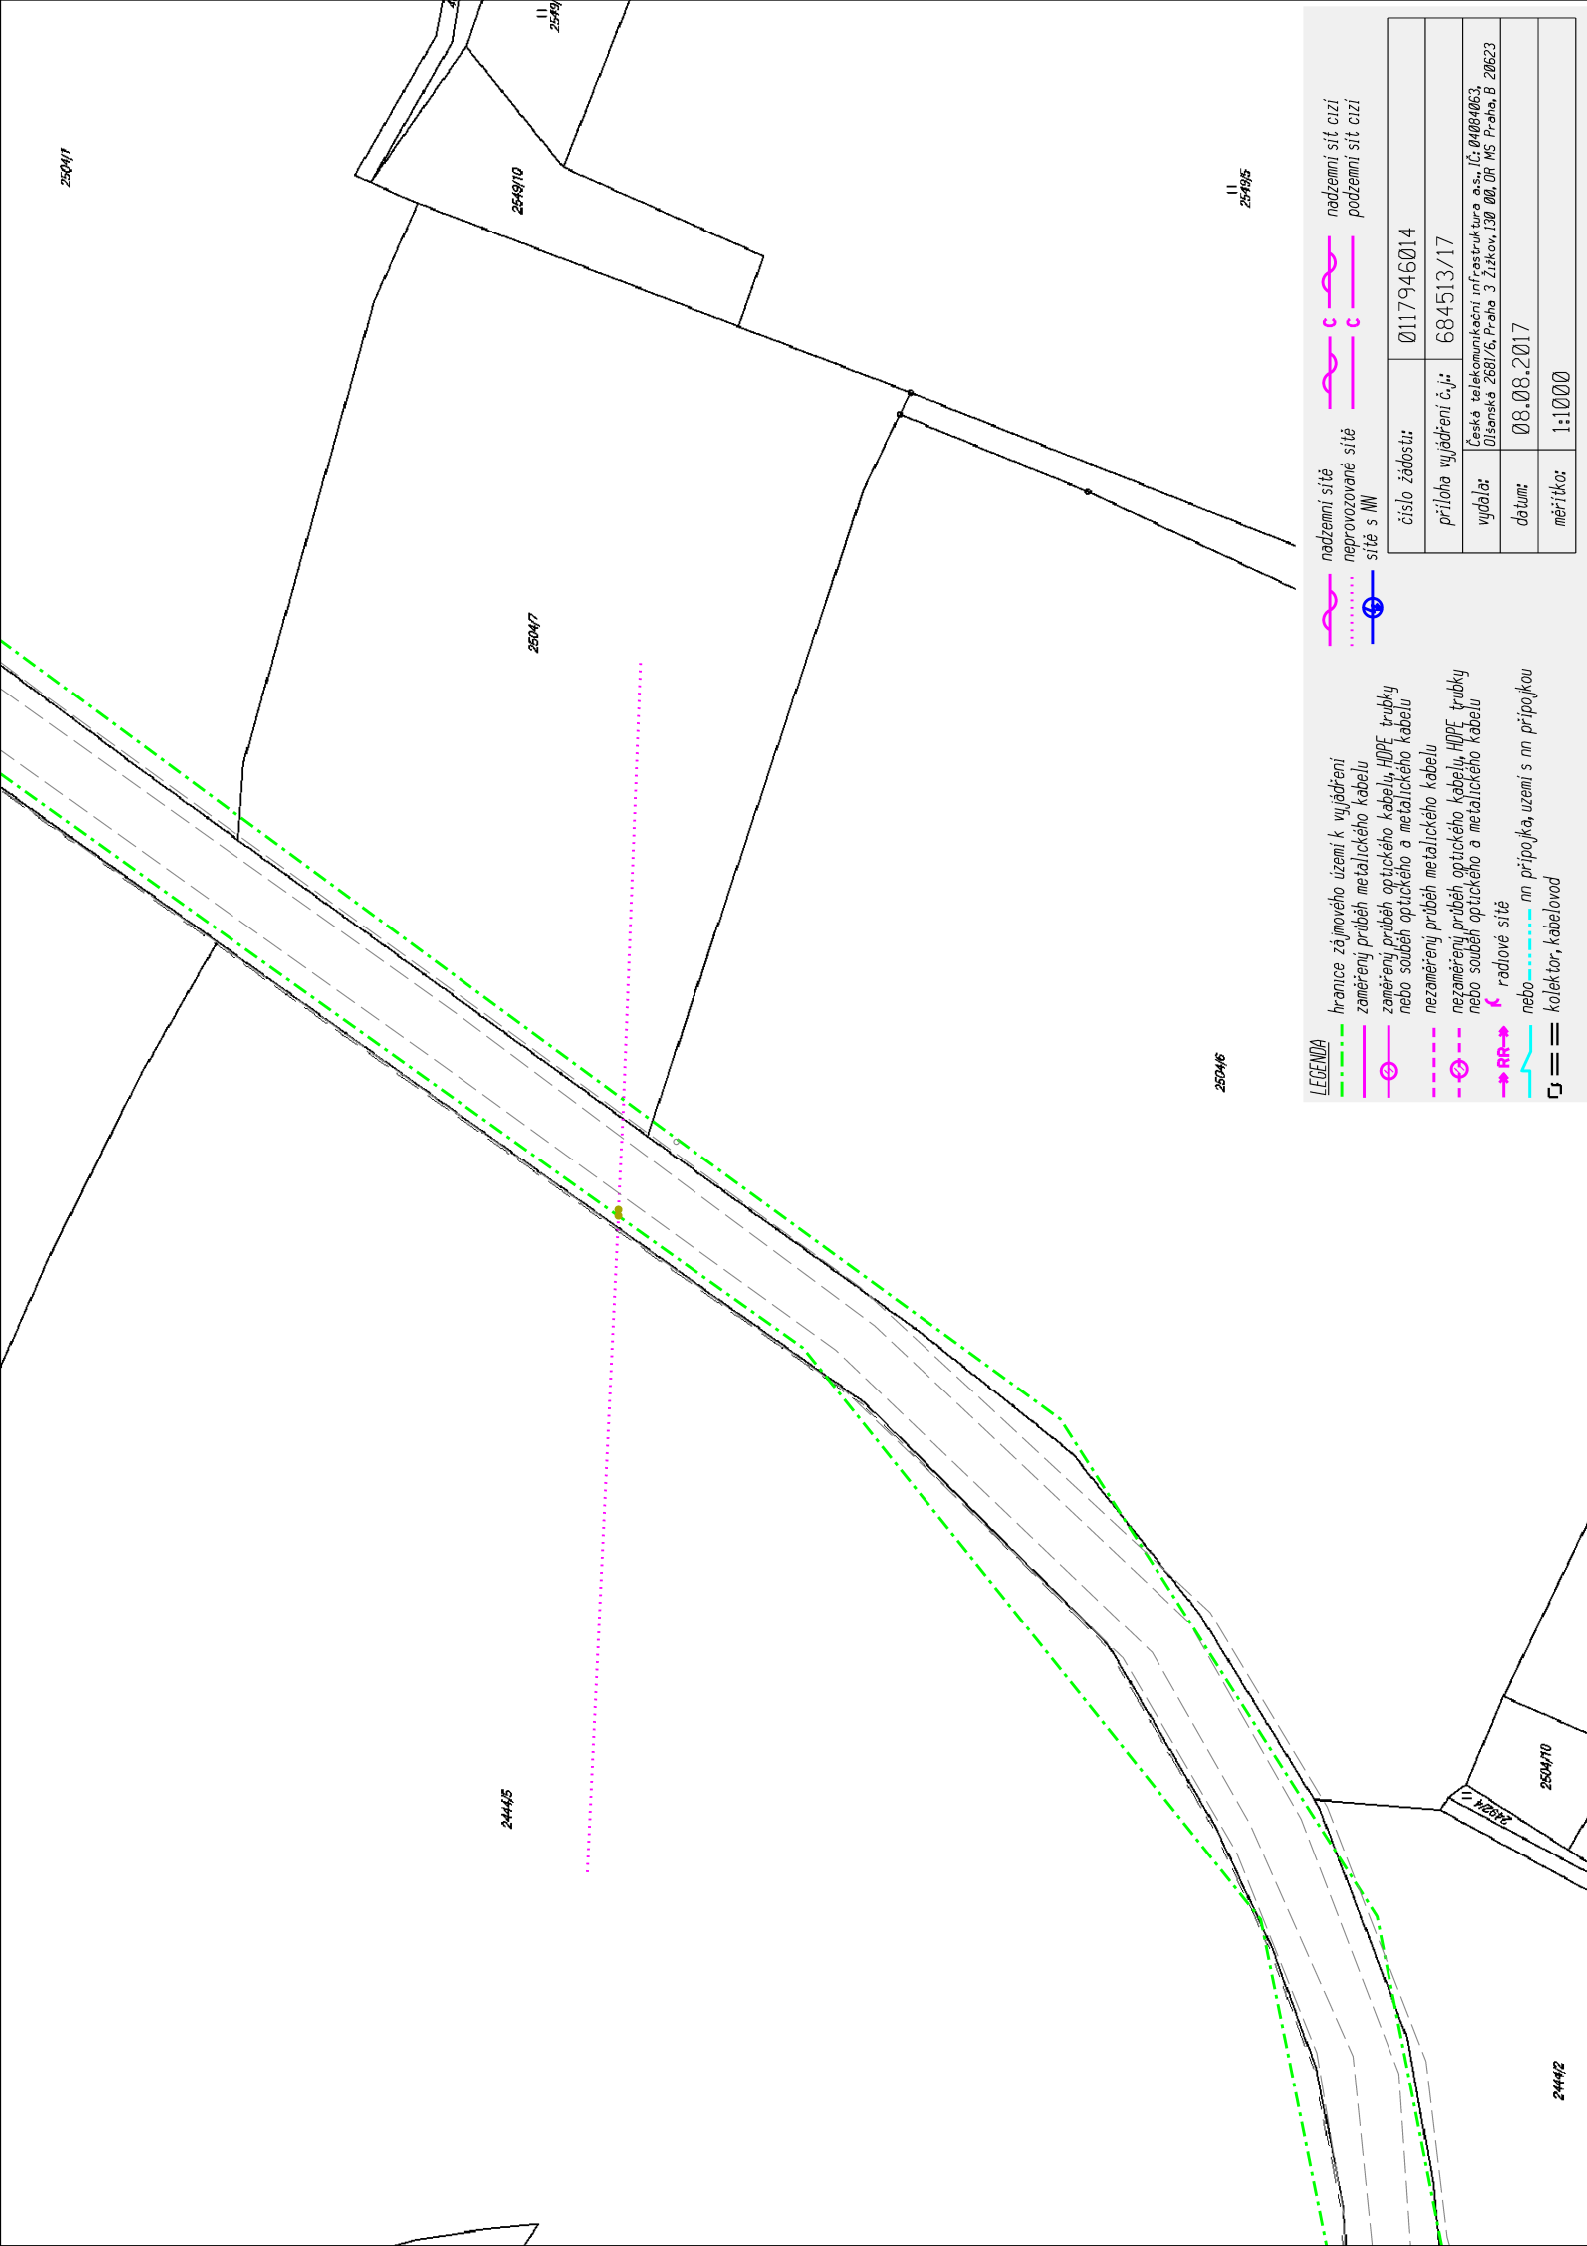 2504/1
2549/10
2549/5
2504/7
2504/6
2444/5
2504/10
2492/4
2444/2
LEGENDA
hranice zájmového území k vyjádření
zaměřený průběh metalického kabelu
zaměřený průběh optického kabelu, HDPE trubky
nebo souběh optického a metalického kabelu
nezaměřený průběh metalického kabelu
nezaměřený průběh optického kabelu, HDPE trubky
nebo souběh optického a metalického kabelu
RR radiové sítě
nebo nn přípojka, uzemí s nn přípojkou
kolektor, kabelovod
nadzemní sítě
neprovozované sítě
sítě s NN
C nadzemní síť cizí
C podzemní síť cizí
číslo žádosti: 0117946014
příloha vyjádření č.j.: 684513/17
vydala: Česká telekomunikační infrastruktura a.s., IČ: 04084063,
Olšanská 2681/6, Praha 3 Žižkov, 130 00, OR MS Praha, B 20623
datum: 08.08.2017
měřítko: 1:1000